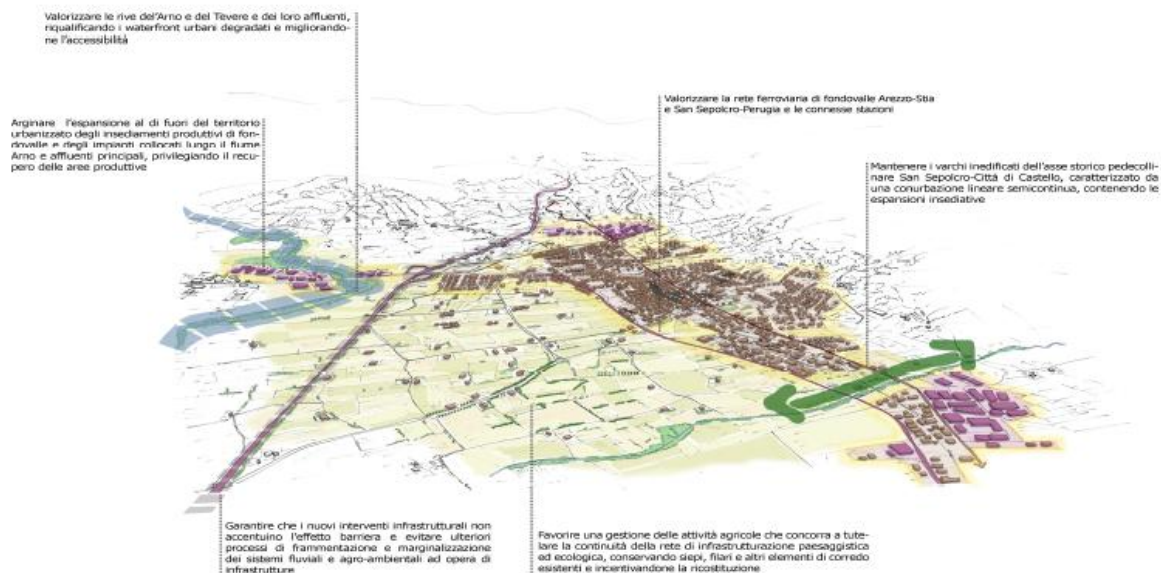 Valorizzare le rive del'Arno e del Tevere e dei loro affluenti,
riqualificando i waterfront urbani degradati e migliorando-
ne l'accessibilità
Valorizzare la rete ferroviaria di fondovalle Arezzo-Stia
e San Sepolcro-Perugia e le connesse stazioni
Arginare l'espansione al di fuori del territorio
urbanizzato degli insediamenti produttivi di fon-
dovalle e degli impianti collocati lungo il fiume
Arno e affluenti principali, privilegiando il recu-
pero delle aree produttive
Mantenere i varchi inedificati dell'asse storico pedecolli-
nare San Sepolcro-Città di Castello, caratterizzato da
una conurbazione lineare semicontinua, contenendo le
espansioni insediative
Garantire che i nuovi interventi infrastrutturali non
accentuino l'effetto barriera e evitare ulteriori
processi di frammentazione e marginalizzazione
dei sistemi fluviali e agro-ambientali ad opera di
infrastrutture
Favorire una gestione delle attività agricole che concorra a tute-
lare la continuità della rete di infrastrutturazione paesaggistica
ed ecologica, conservando siepi, filari e altri elementi di corredo
esistenti e incentivandone la ricostituzione